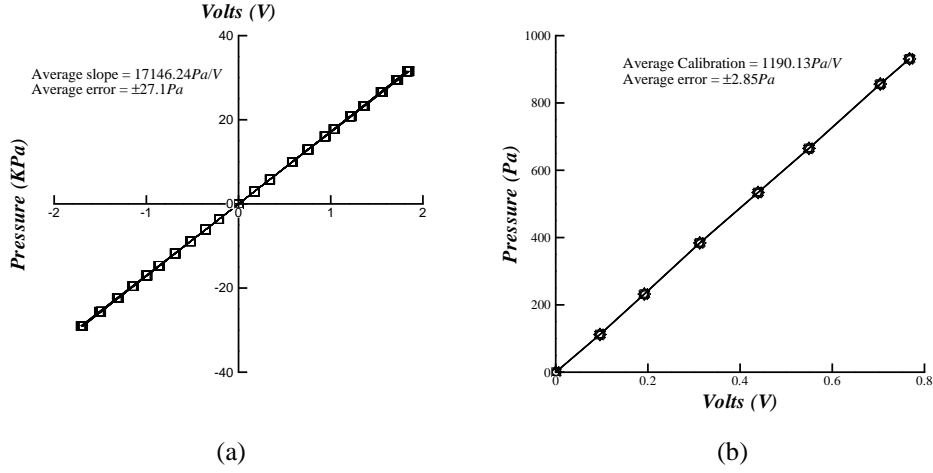 Volts (V)
40
Average slope = 17146.24Pa/V
Average error = ±27.1Pa
20
Pressure (KPa)
0
-2
-1
0
1
2
-20
-40
(a)
1000
Average Calibration = 1190.13Pa/V
Average error = ±2.85Pa
800
Pressure (Pa)
600
400
200
0
0
0.2
0.4
0.6
0.8
Volts (V)
(b)